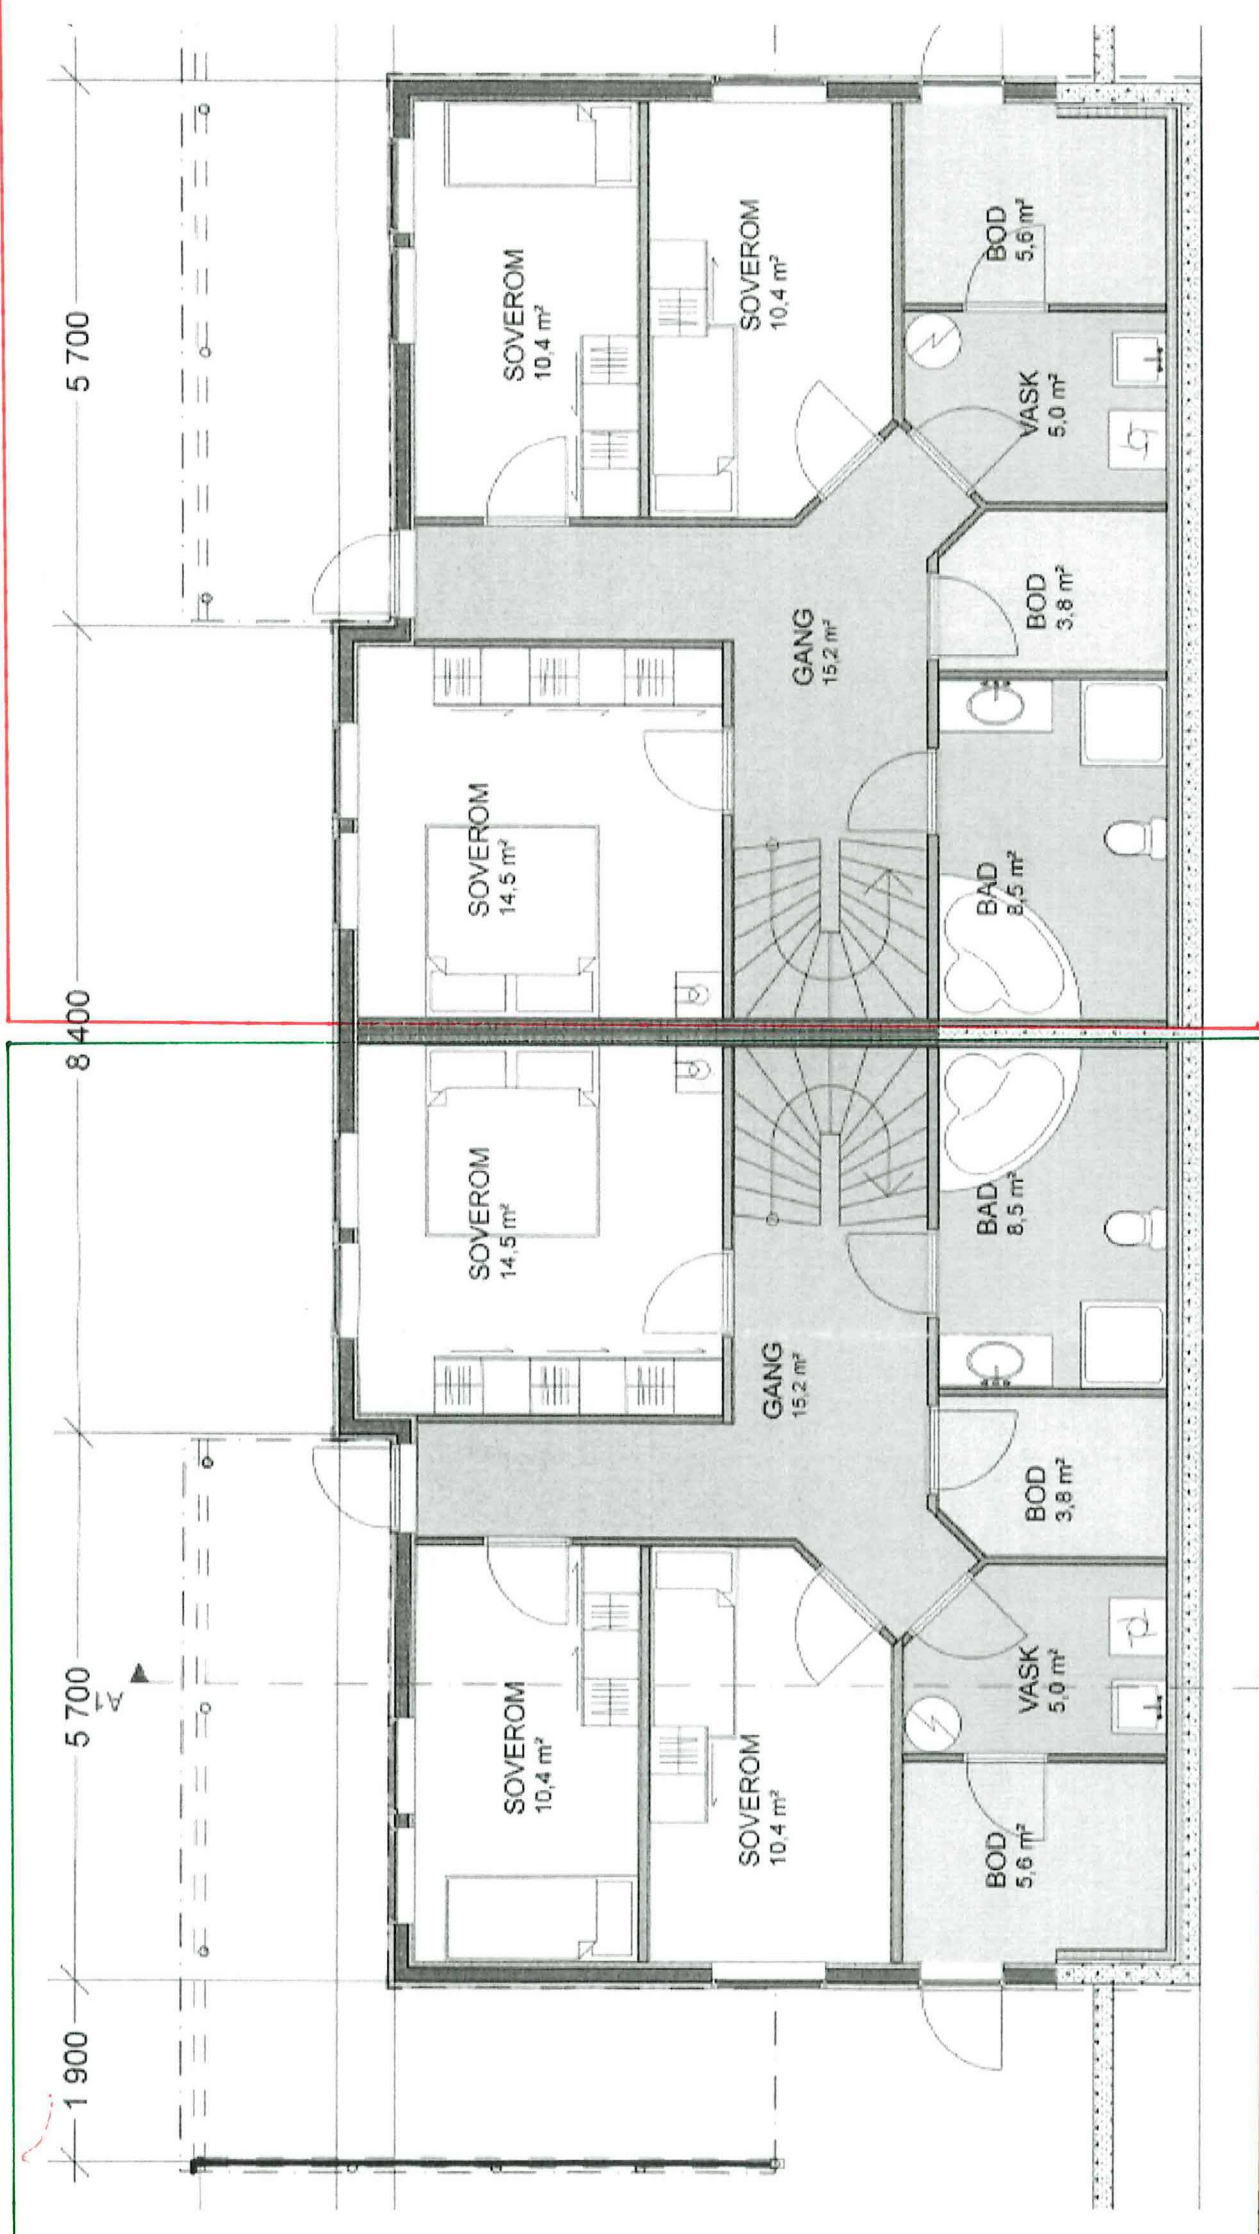 1 900
5 700
8 400
5 700
A1
SOVEROM
10,4 m²
SOVEROM
14,5 m²
SOVEROM
14,5 m²
SOVEROM
10,4 m²
SOVEROM
10,4 m²
GANG
15,2 m²
GANG
15,2 m²
SOVEROM
10,4 m²
BOD
5,6 m²
VASK
5,0 m²
BOD
3,8 m²
BAD
8,5 m²
BAD
8,5 m²
BOD
3,8 m²
VASK
5,0 m²
BOD
5,6 m²